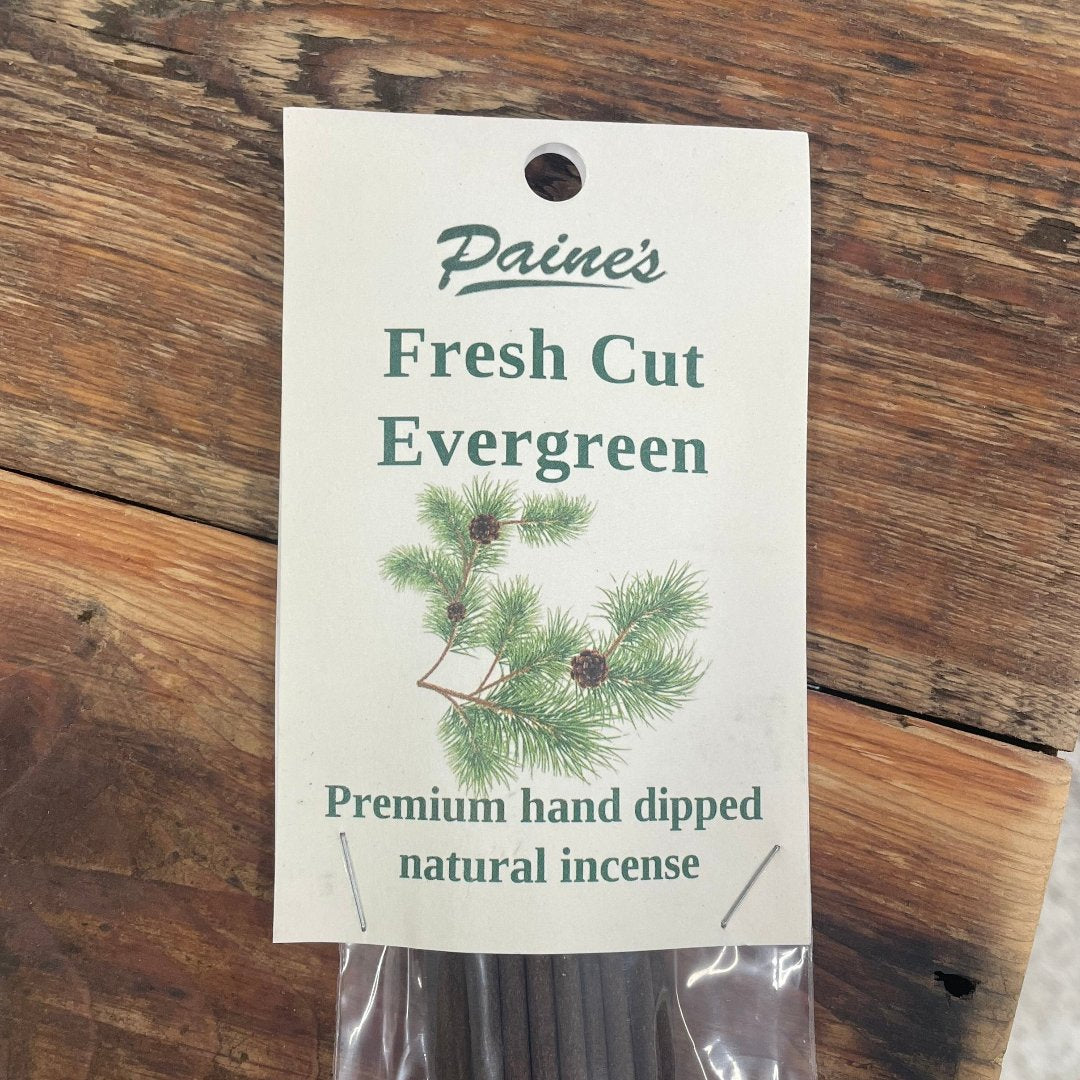 Paine's
Fresh Cut
Evergreen
Premium hand dipped
natural incense